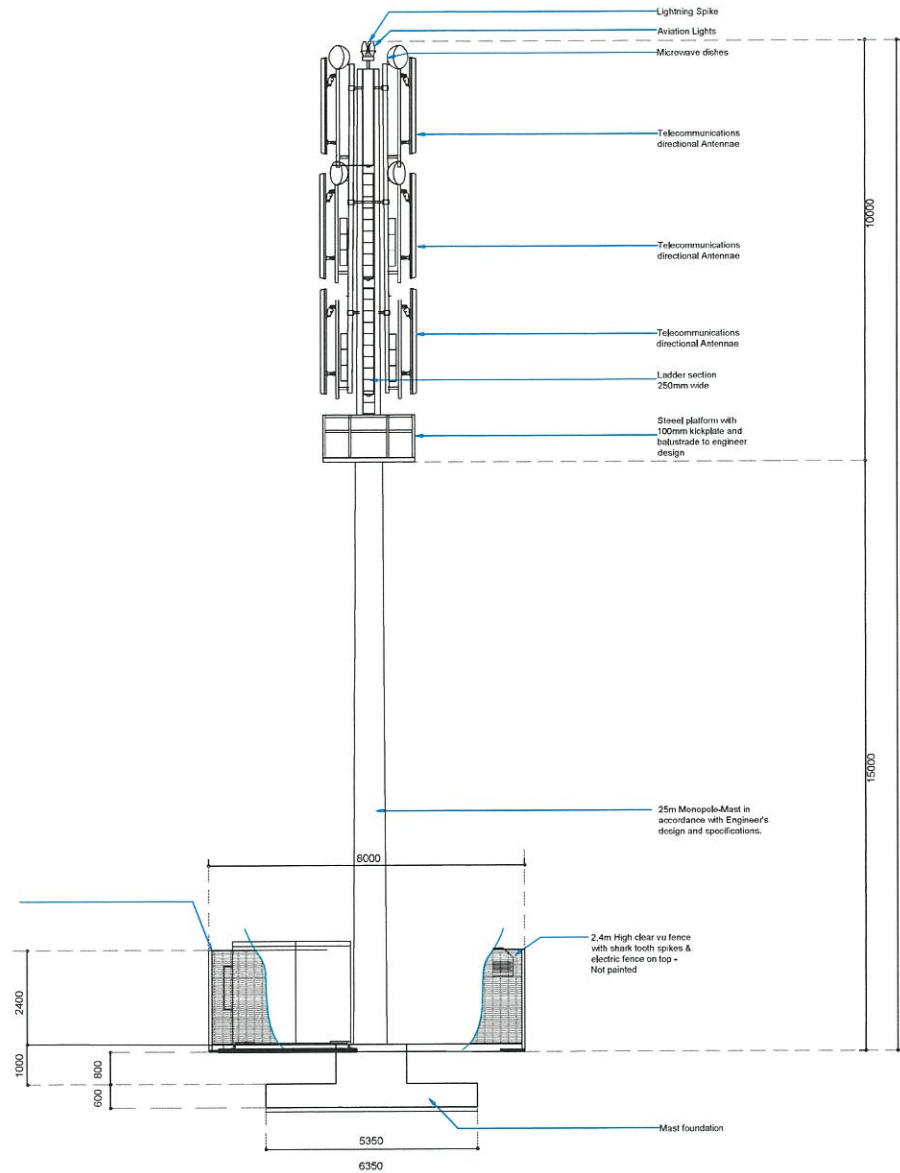 Lightning Spike
Aviation Lights
Microwave dishes
Telecommunications
directional Antennae
10000
Telecommunications
directional Antennae
Telecommunications
directional Antennae
Ladder section
250mm wide
Steeel platform with
100mm kickplate and
balustrade to engineer
design
15000
25m Monopole-Mast in
accordance with Engineer's
design and specifications.
8000
2,4m High clear vu fence
with shark tooth spikes &
electric fence on top -
Not painted
2400
1000
800
600
Mast foundation
5350
6350